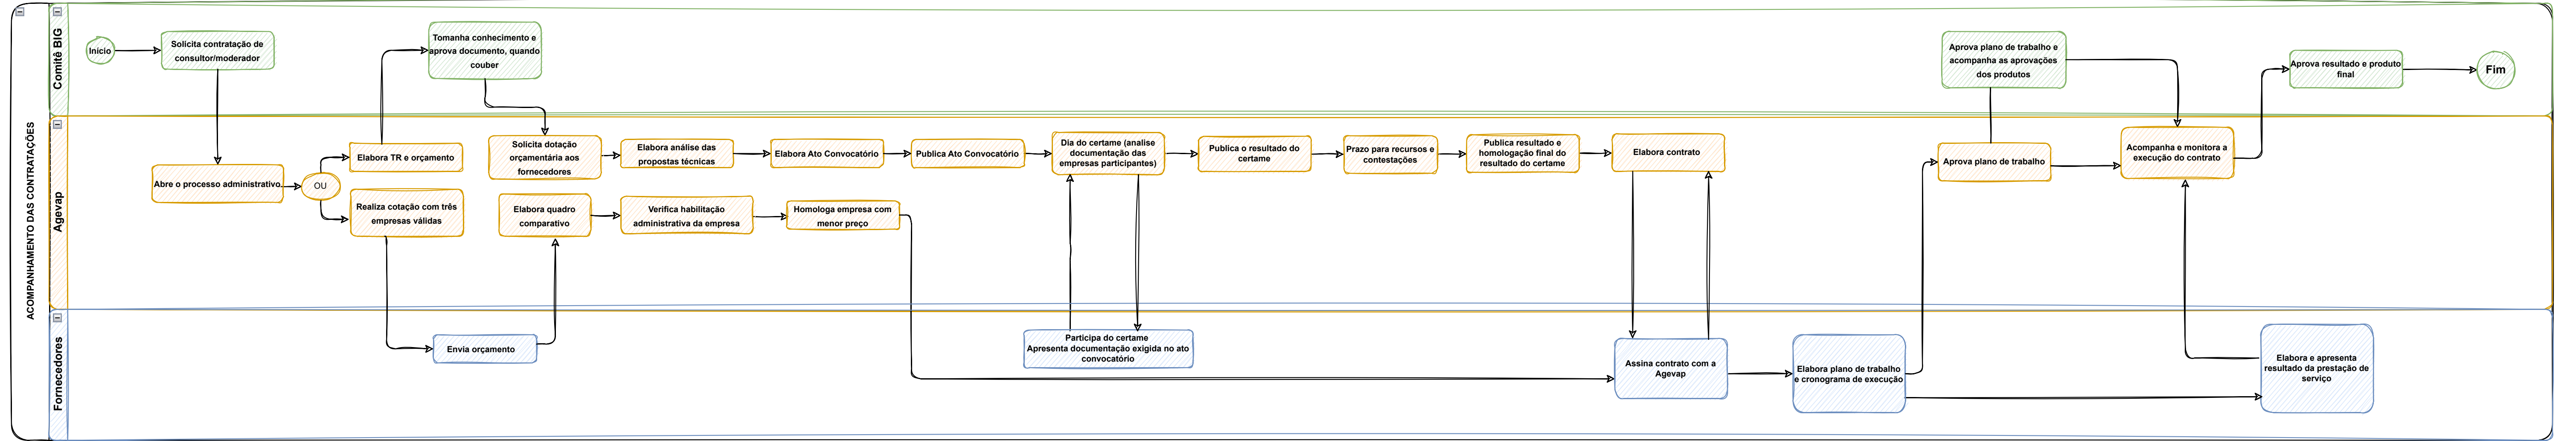 ACOMPANHAMENTO DAS CONTRATAÇÕES
Comitê BIG
Início
Solicita contratação de
consultor/moderador
Tomanha conhecimento e
aprova documento, quando
couber
Aprova plano de trabalho e
acompanha as aprovações
dos produtos
Aprova resultado e produto
final
Fim
Agevap
Abre o processo administrativo
OU
Elabora TR e orçamento
Realiza cotação com três
empresas válidas
Solicita dotação
orçamentária aos
fornecedores
Elabora análise das
propostas técnicas
Elabora Ato Convocatório
Publica Ato Convocatório
Dia do certame (analise
documentação das
empresas participantes)
Publica o resultado do
certame
Prazo para recursos e
contestações
Publica resultado e
homologação final do
resultado do certame
Elabora contrato
Aprova plano de trabalho
Acompanha e monitora a
execução do contrato
Elabora quadro
comparativo
Verifica habilitação
administrativa da empresa
Homologa empresa com
menor preço
Fornecedores
Envia orçamento
Participa do certame
Apresenta documentação exigida no ato
convocatório
Assina contrato com a
Agevap
Elabora plano de trabalho
e cronograma de execução
Elabora e apresenta
resultado da prestação de
serviço